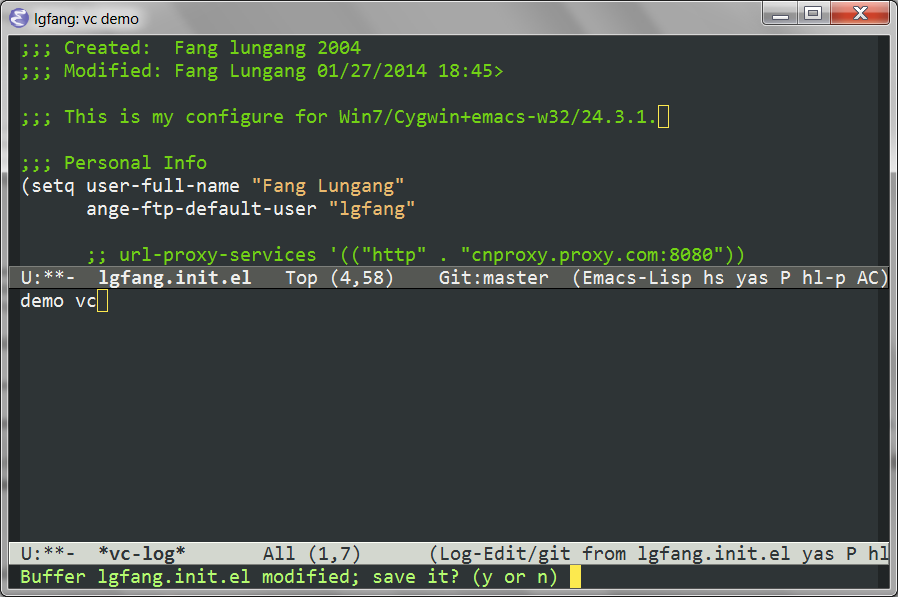 lgfang: vc demo
;;; Created:  Fang lungang 2004
;;; Modified: Fang Lungang 01/27/2014 18:45>
;;; This is my configure for Win7/Cygwin+emacs-w32/24.3.1.
;;; Personal Info
(setq user-full-name "Fang Lungang"
      ange-ftp-default-user "lgfang"
      ;; url-proxy-services '(("http" . "cnproxy.proxy.com:8080"))
U:**-  lgfang.init.el   Top (4,58)    Git:master  (Emacs-Lisp hs yas P hl-p AC)
demo vc
U:**-  *vc-log*       All (1,7)      (Log-Edit/git from lgfang.init.el yas P hl
Buffer lgfang.init.el modified; save it? (y or n)